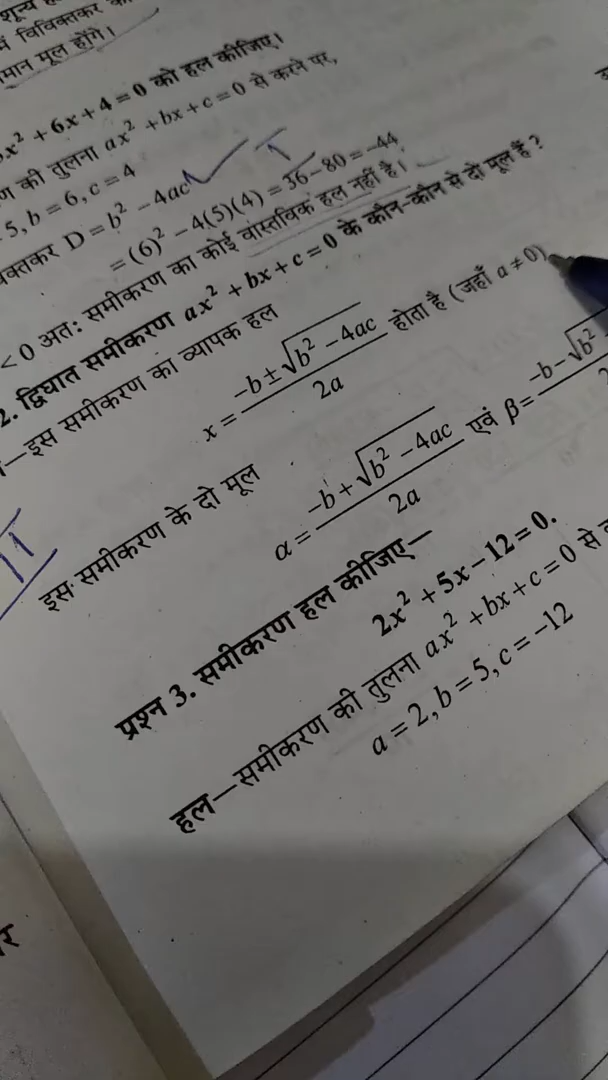 शून्य
में विविक्तकर
मान मूल होंगे।
5x² + 6x + 4 = 0 को हल कीजिए।
की तुलना ax² + bx + c = 0 से करने पर,
5, b = 6, c = 4
D = b² - 4ac
= (6)² - 4(5)(4) = 36 - 80 = -44
< 0 अतः समीकरण का कोई वास्तविक हल नहीं है।
2. द्विघात समीकरण ax² + bx + c = 0 के कौन-कौन से दो मूल हैं ?
—इस समीकरण का व्यापक हल
x = (-b ± √(b² - 4ac))/2a होता है (जहाँ a ≠ 0)
इस समीकरण के दो मूल
α = (-b + √(b² - 4ac))/2a एवं β = (-b - √b²
11
प्रश्न 3. समीकरण हल कीजिए—
2x² + 5x - 12 = 0.
हल—समीकरण की तुलना ax² + bx + c = 0 से
a = 2, b = 5, c = -12